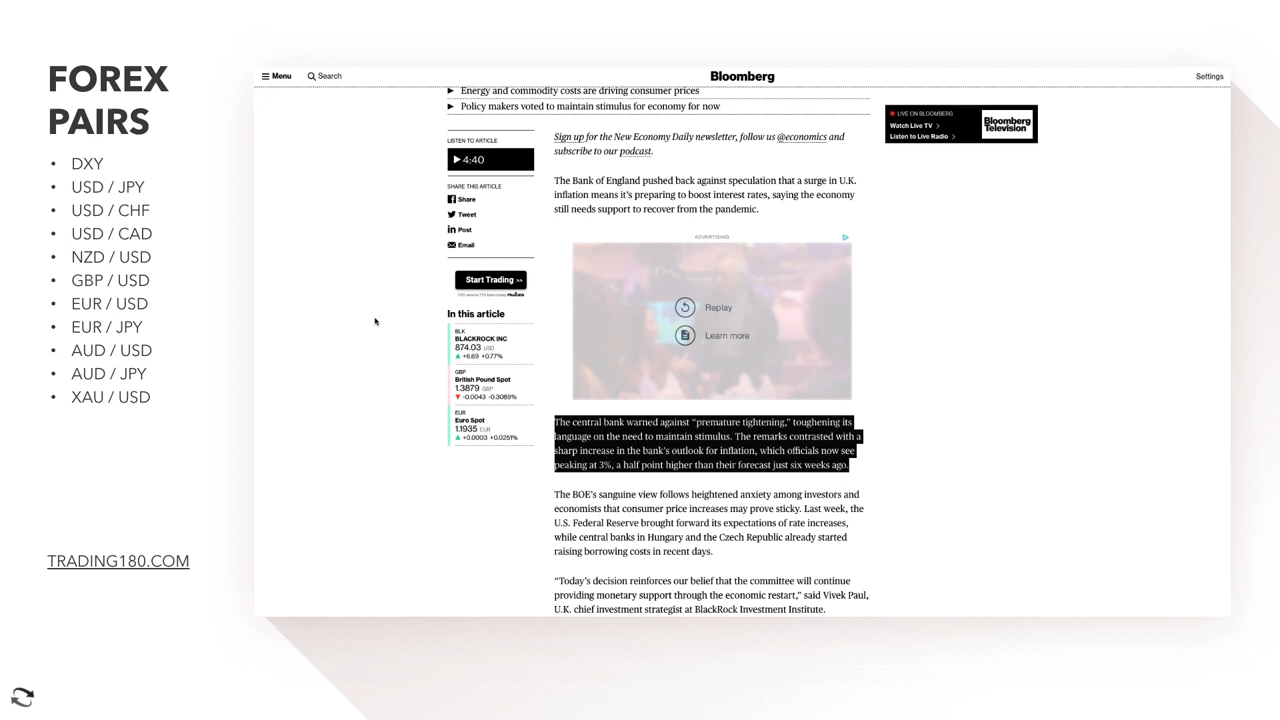 FOREX
PAIRS
• DXY
• USD / JPY
• USD / CHF
• USD / CAD
• NZD / USD
• GBP / USD
• EUR / USD
• EUR / JPY
• AUD / USD
• AUD / JPY
• XAU / USD
TRADING180.COM
Menu
Search
Bloomberg
Settings
Energy and commodity costs are driving consumer prices
Policy makers voted to maintain stimulus for economy for now
LISTEN TO ARTICLE
4:40
SHARE THIS ARTICLE
Share
Tweet
Post
Email
Start Trading >>
In this article
BLK
BLACKROCK INC
874.03 USD
+6.69 +0.77%
GBP
British Pound Spot
1.3879 GBP
-0.0043 -0.3089%
EUR
Euro Spot
1.1935 EUR
+0.0003 +0.0251%
Sign up for the New Economy Daily newsletter, follow us @economics and
subscribe to our podcast.
The Bank of England pushed back against speculation that a surge in U.K.
inflation means it's preparing to boost interest rates, saying the economy
still needs support to recover from the pandemic.
ADVERTISING
Replay
Learn more
The central bank warned against “premature tightening,” toughening its
language on the need to maintain stimulus. The remarks contrasted with a
sharp increase in the bank's outlook for inflation, which officials now see
peaking at 3%, a half point higher than their forecast just six weeks ago.
The BOE's sanguine view follows heightened anxiety among investors and
economists that consumer price increases may prove sticky. Last week, the
U.S. Federal Reserve brought forward its expectations of rate increases,
while central banks in Hungary and the Czech Republic already started
raising borrowing costs in recent days.
“Today's decision reinforces our belief that the committee will continue
providing monetary support through the economic restart,” said Vivek Paul,
U.K. chief investment strategist at BlackRock Investment Institute.
LIVE ON BLOOMBERG
Watch Live TV >
Listen to Live Radio >
Bloomberg
Television